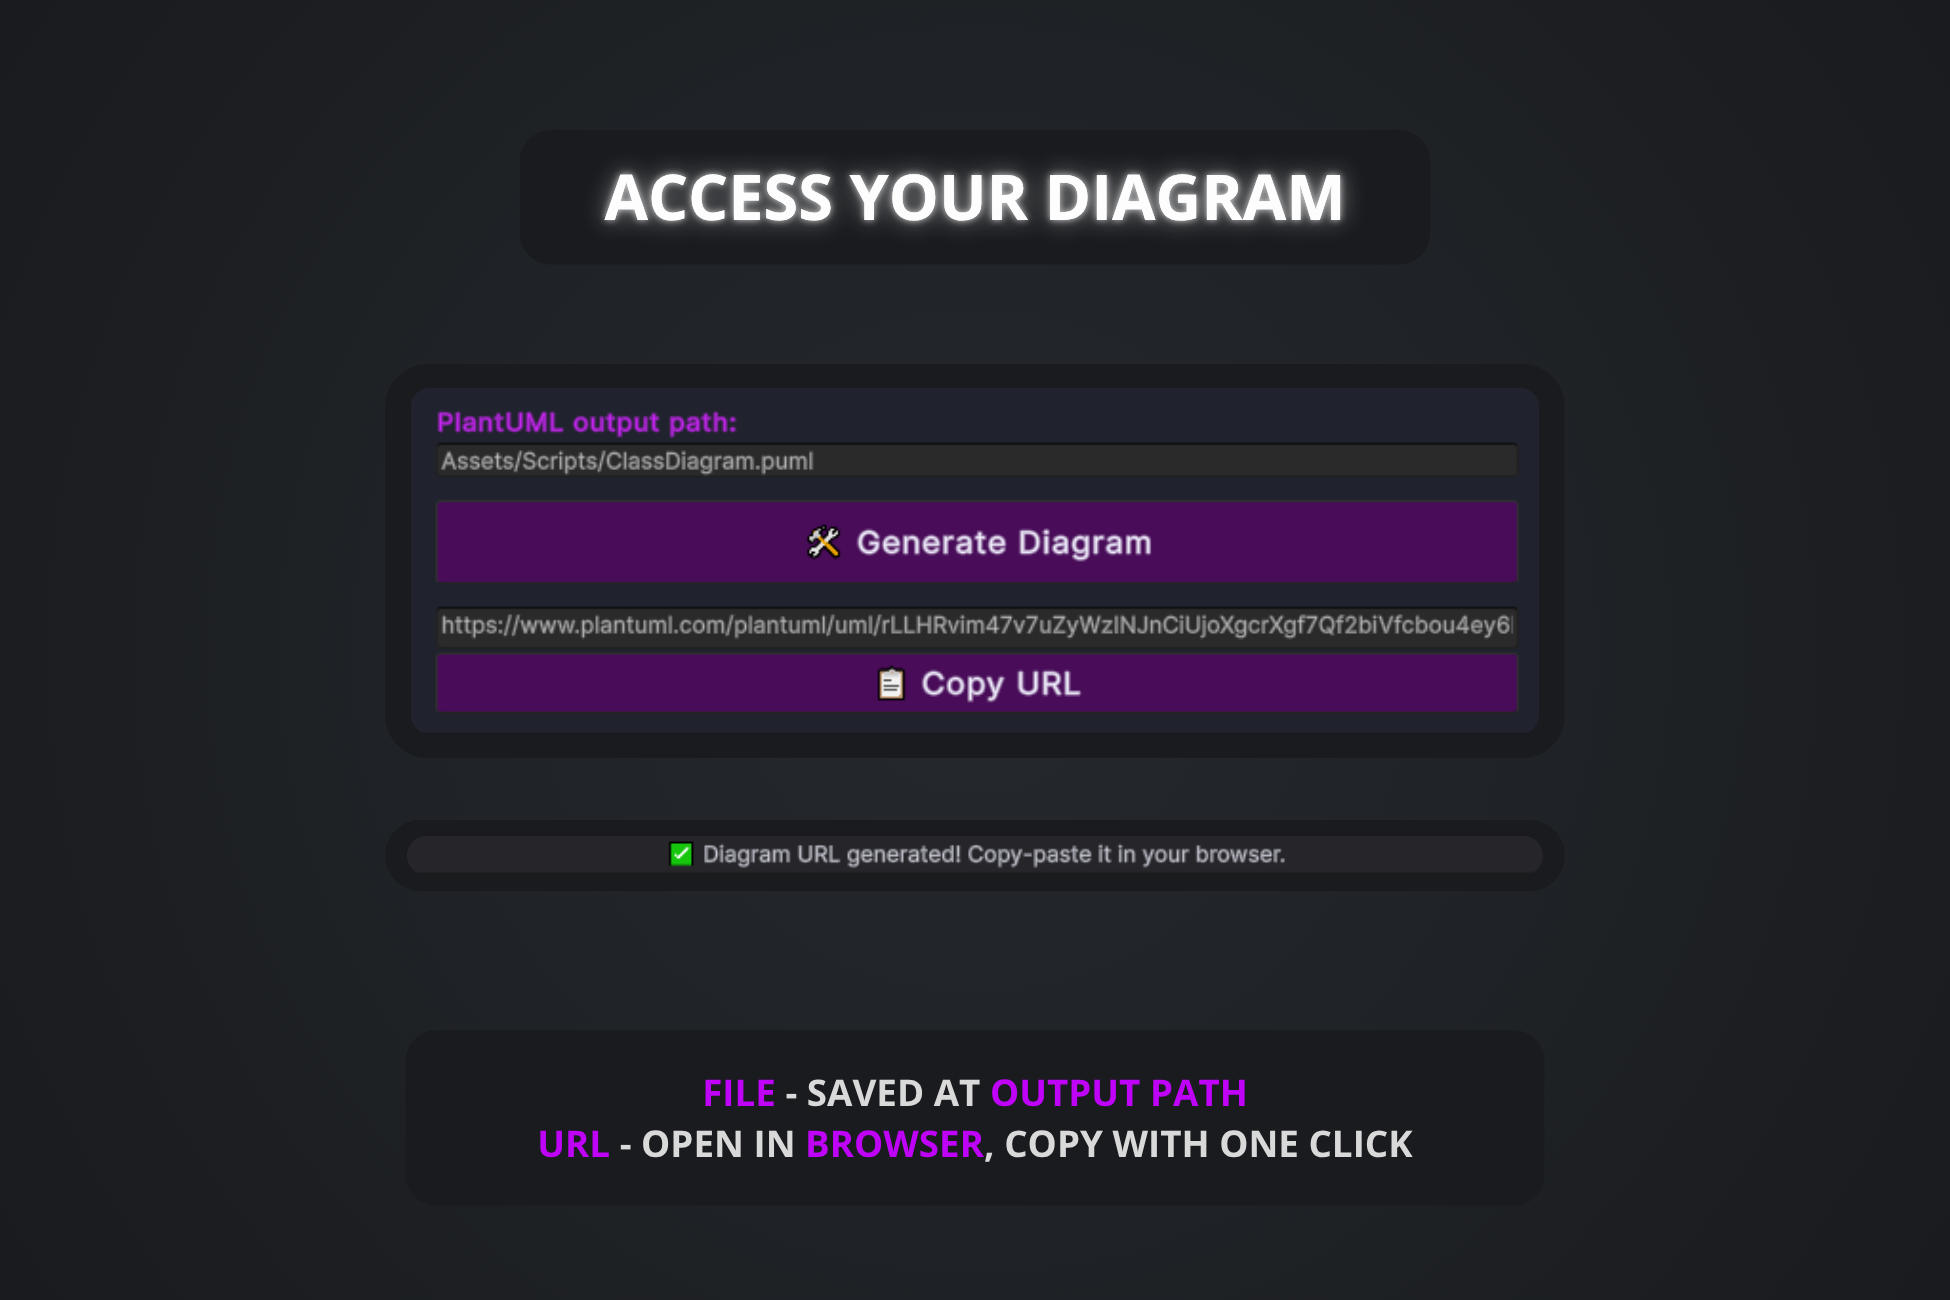 ACCESS YOUR DIAGRAM
PlantUML output path:
Assets/Scripts/ClassDiagram.puml
🛠 Generate Diagram
https://www.plantuml.com/plantuml/uml/rLLHRvim47v7uZyWzlNJnCiUjoXgcrXgf7Qf2biVfcbou4ey6
📋 Copy URL
✅ Diagram URL generated! Copy-paste it in your browser.
FILE - SAVED AT OUTPUT PATH
URL - OPEN IN BROWSER, COPY WITH ONE CLICK